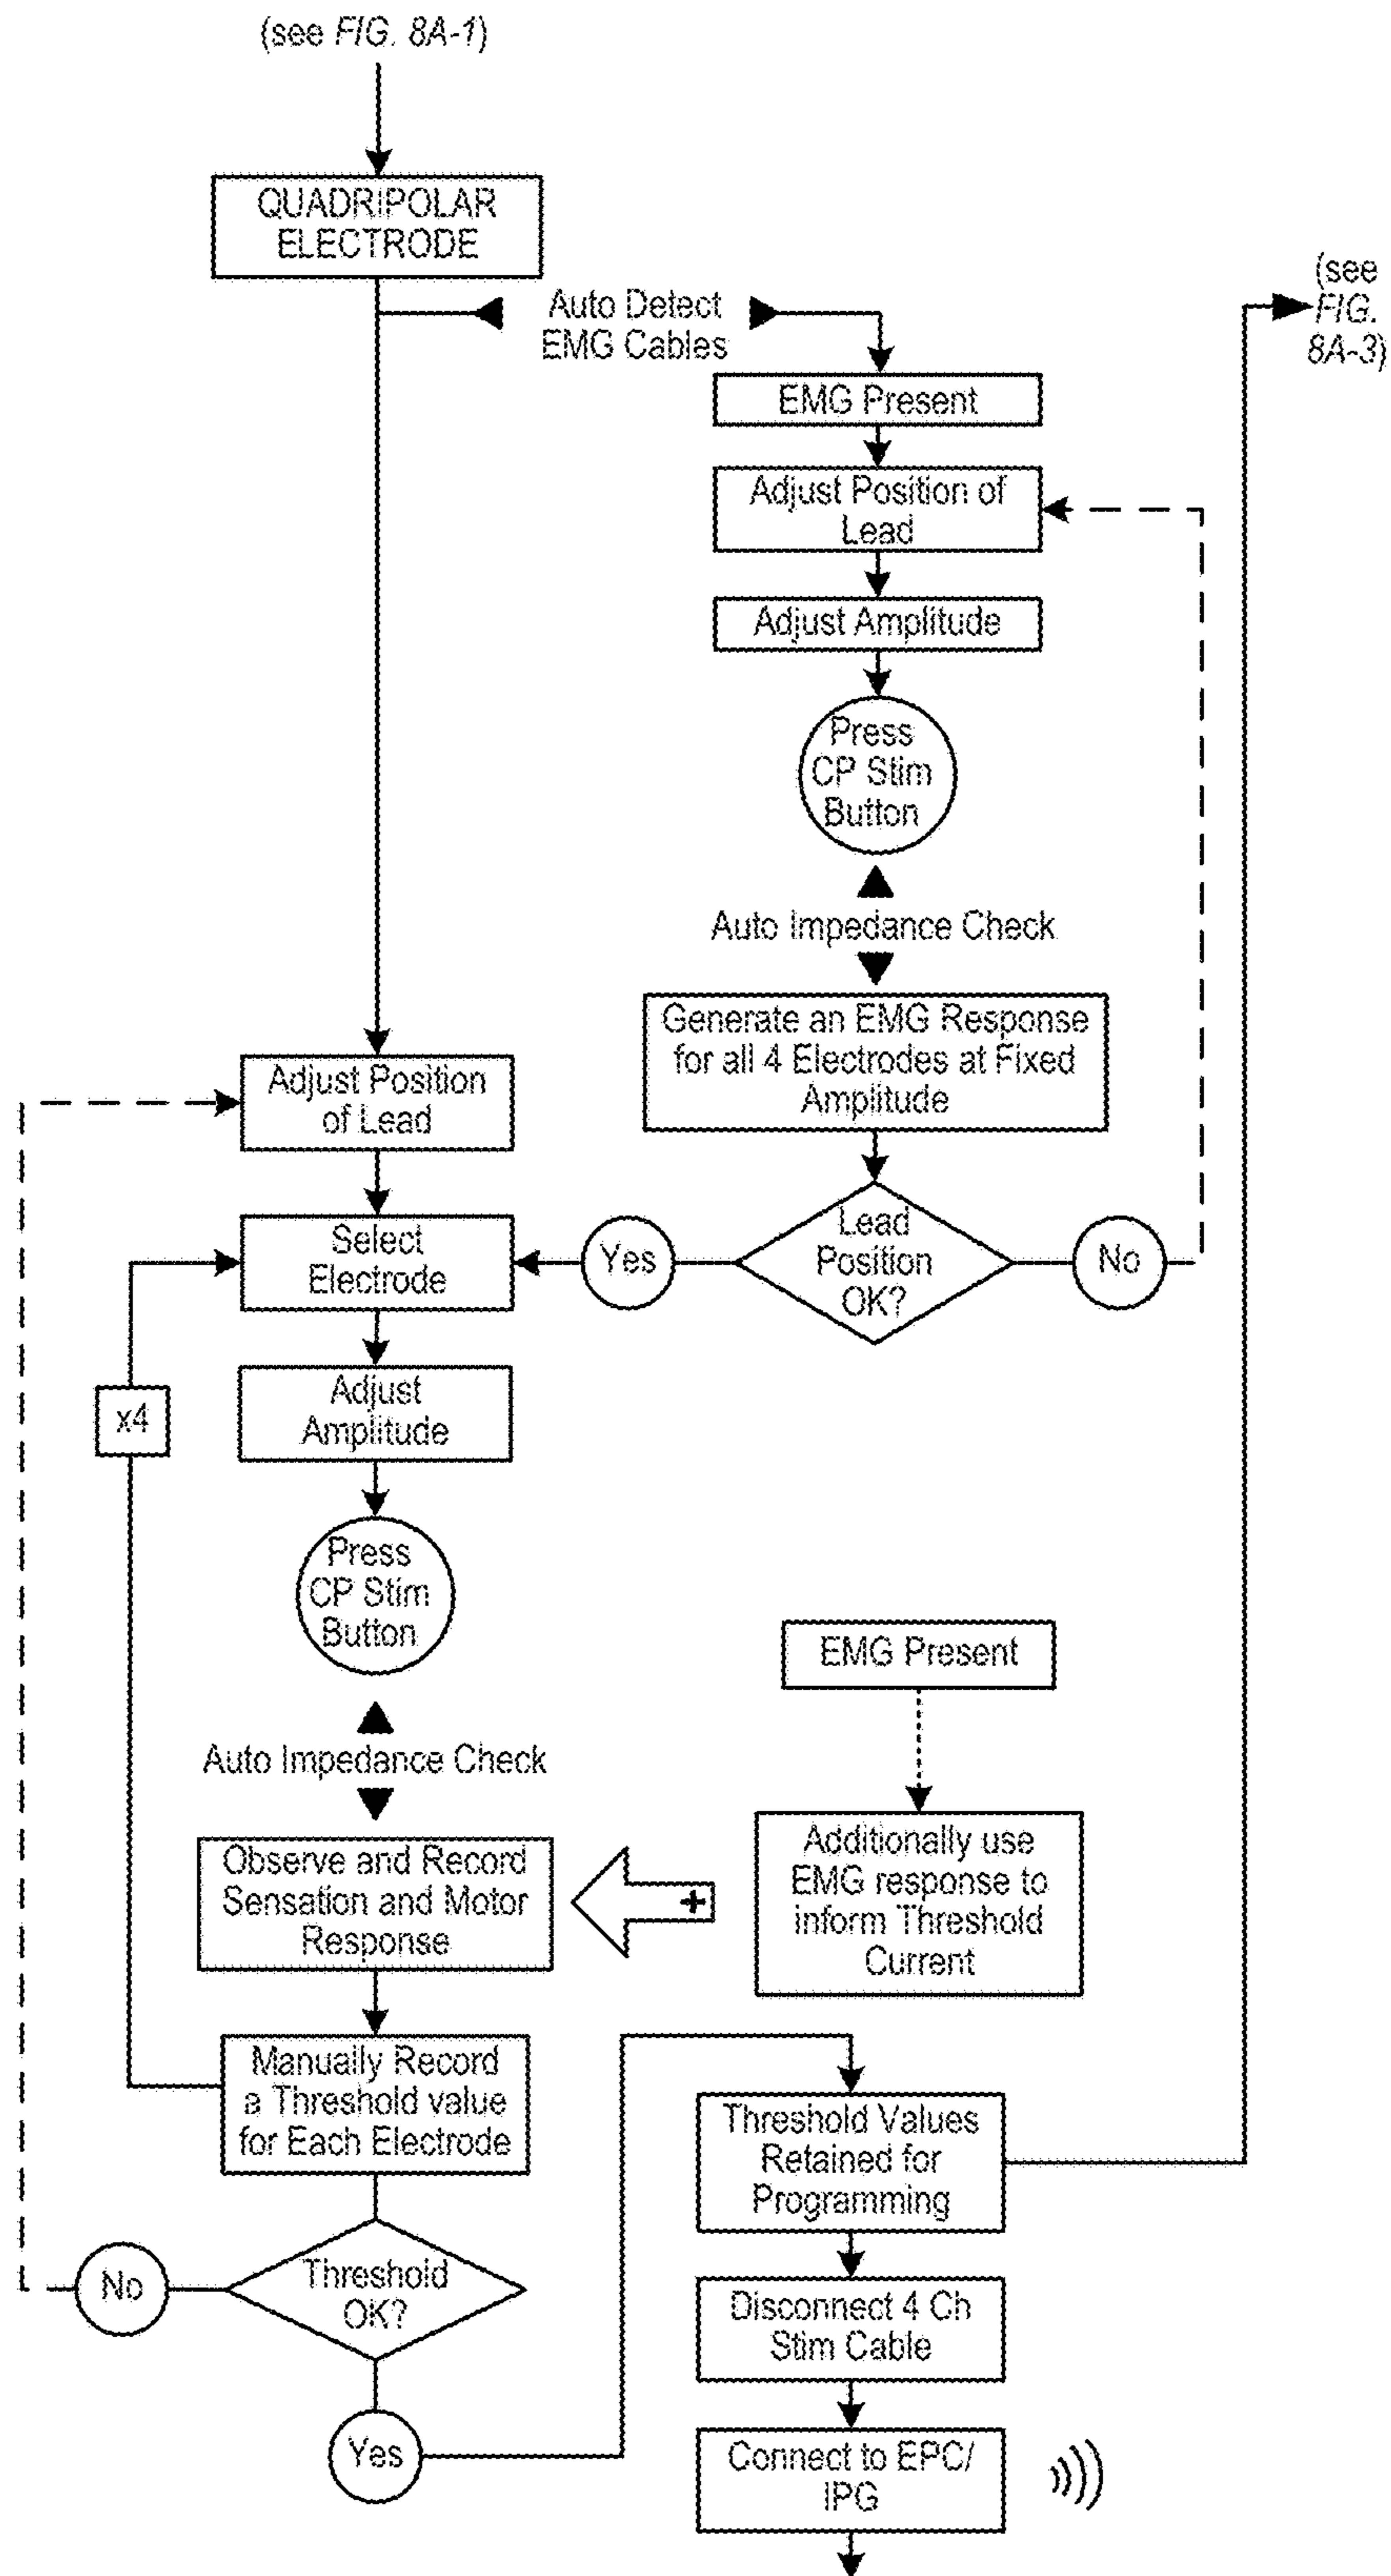 (see FIG. 8A-1)
QUADRIPOLAR
ELECTRODE
Auto Detect
EMG Cables
(see
FIG.
8A-3)
EMG Present
Adjust Position of
Lead
Adjust Amplitude
Press
CP Stim
Button
Auto Impedance Check
Generate an EMG Response
for all 4 Electrodes at Fixed
Amplitude
Adjust Position
of Lead
Select
Electrode
Yes
Lead
Position
OK?
No
Adjust
Amplitude
x4
Press
CP Stim
Button
EMG Present
Auto Impedance Check
Observe and Record
Sensation and Motor
Response
+
Additionally use
EMG response to
inform Threshold
Current
Manually Record
a Threshold value
for Each Electrode
Threshold Values
Retained for
Programming
No
Threshold
OK?
Disconnect 4 Ch
Stim Cable
Yes
Connect to EPC/
IPG